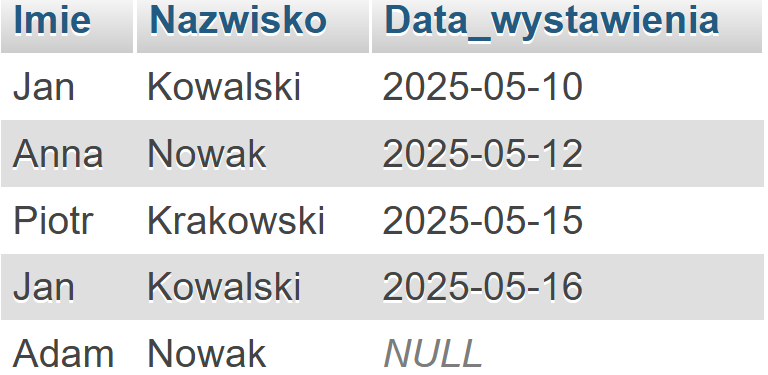 Imie Nazwisko Data_wystawienia
Jan Kowalski 2025-05-10
Anna Nowak 2025-05-12
Piotr Krakowski 2025-05-15
Jan Kowalski 2025-05-16
Adam Nowak NULL